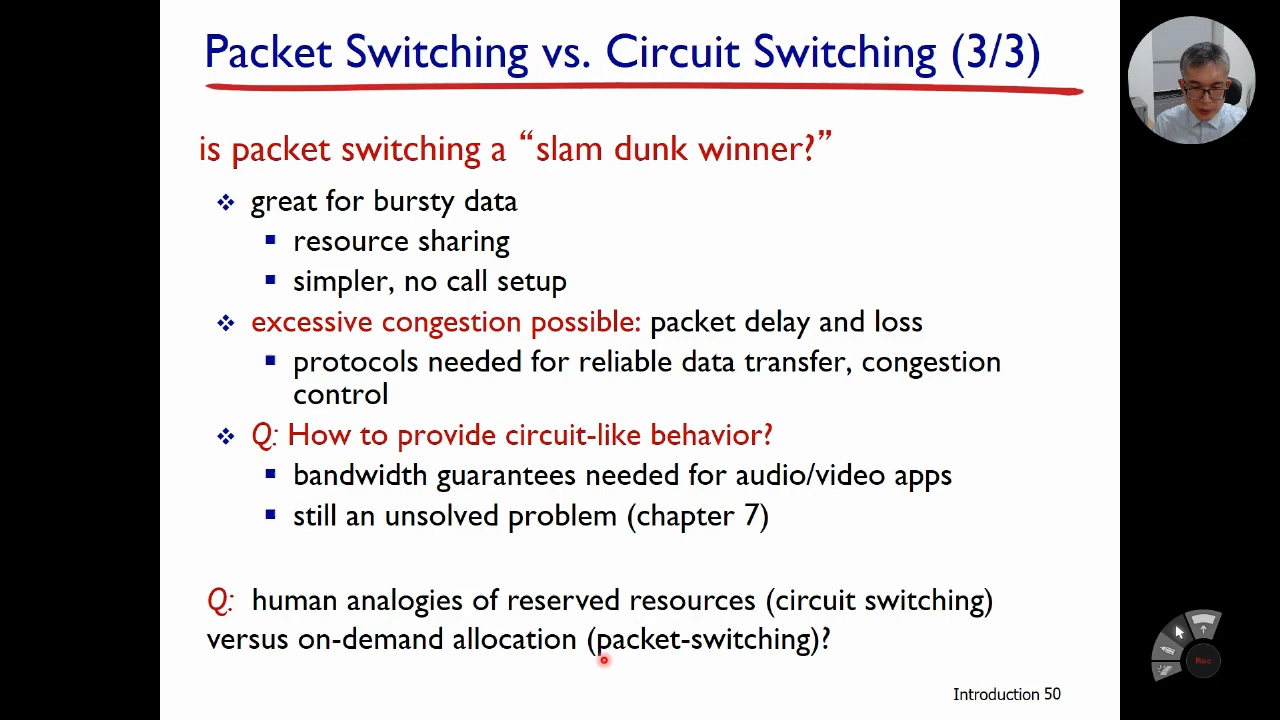 Packet Switching vs. Circuit Switching (3/3)
is packet switching a “slam dunk winner?”
great for bursty data
resource sharing
simpler, no call setup
excessive congestion possible: packet delay and loss
protocols needed for reliable data transfer, congestion
control
Q: How to provide circuit-like behavior?
bandwidth guarantees needed for audio/video apps
still an unsolved problem (chapter 7)
Q: human analogies of reserved resources (circuit switching)
versus on-demand allocation (packet-switching)?
Rec
Introduction 50